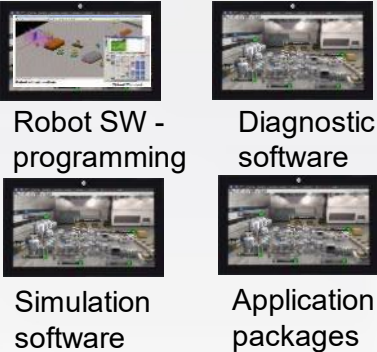 Robot SW -
programming
Diagnostic
software
Simulation
software
Application
packages